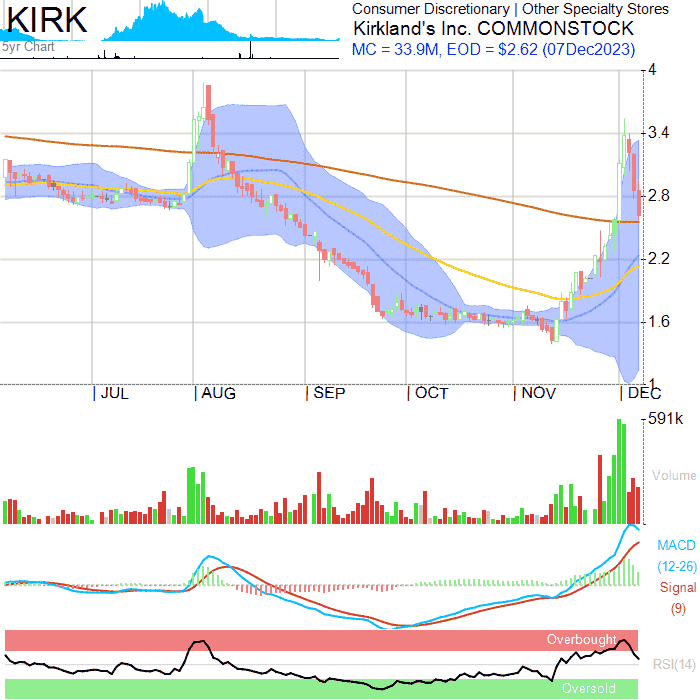 KIRK
5yr Chart
Consumer Discretionary | Other Specialty Stores
Kirkland's Inc. COMMONSTOCK
MC = 33.9M, EOD = $2.62 (07Dec2023)
4
3.4
2.8
2.2
1.6
1
JUL AUG SEP OCT NOV DEC
591k
Volume
MACD
(12-26)
Signal
(9)
Overbought
RSI(14)
Oversold